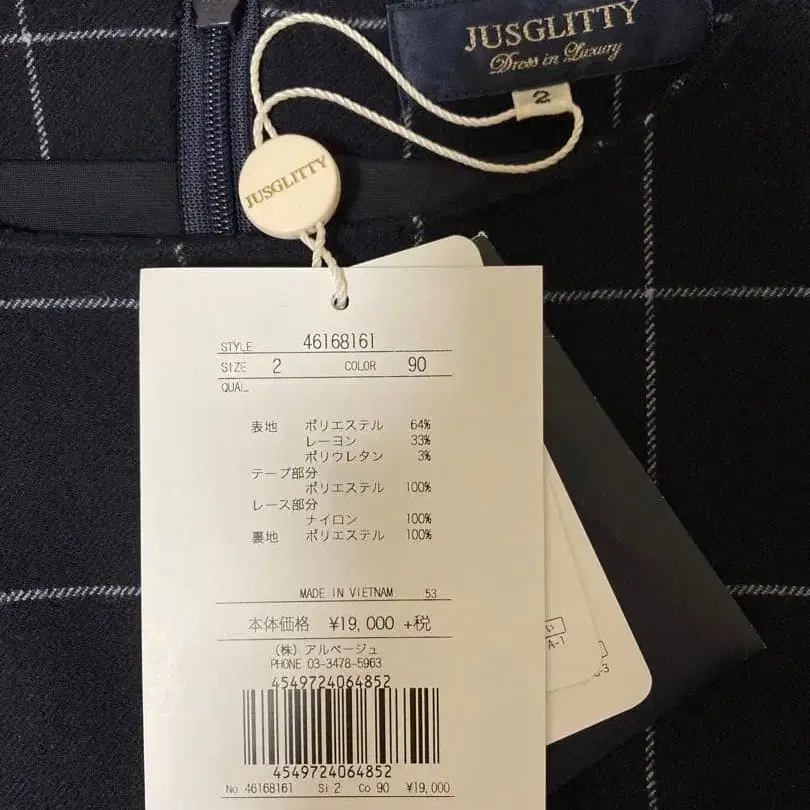 JUSGLITTY
Dress in Luxury
2
JUSGLITTY
STYLE 46168161
SIZE 2 COLOR 90
QUAL
表地 ポリエステル 64%
レーヨン 33%
ポリウレタン 3%
テープ部分
ポリエステル 100%
レース部分
ナイロン 100%
裏地 ポリエステル 100%
MADE IN VIETNAM 53
本体価格 ¥19,000 +税
(株) アルページュ
PHONE 03-3478-5963
4549724064852
4549724064852
No 46168161 Si 2 Co 90 ¥19,000
い
A-1
-3